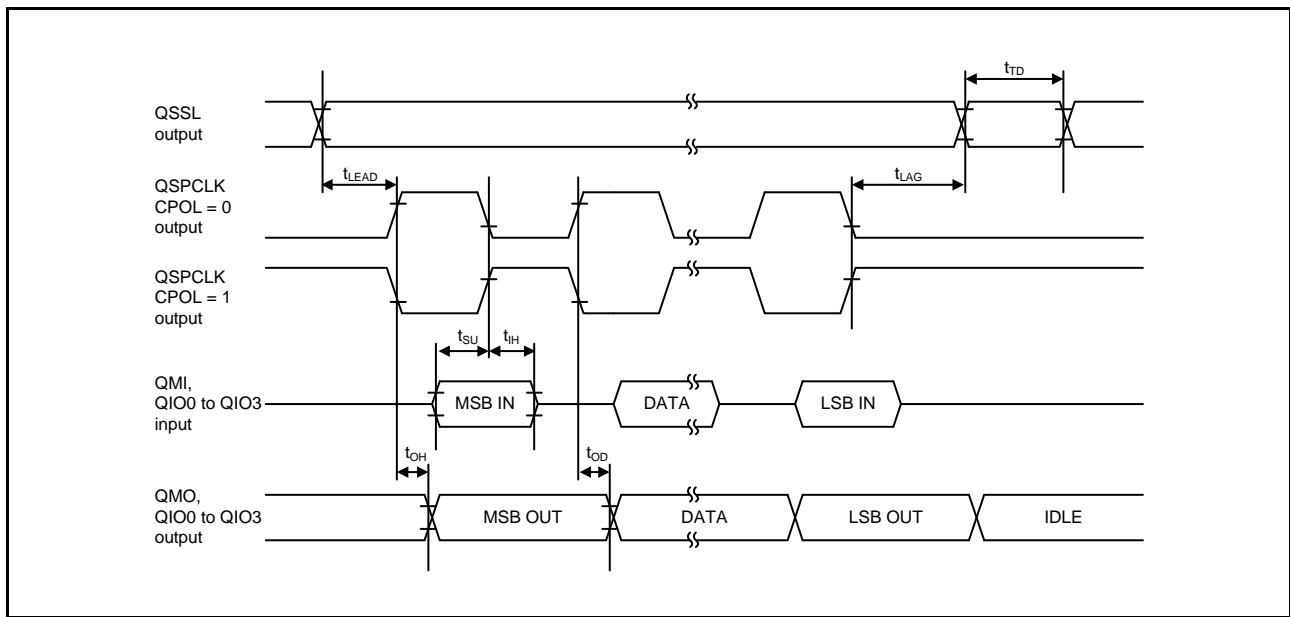 tTD
QSSL
output
tLEAD
tLAG
QSPCLK
CPOL = 0
output
QSPCLK
CPOL = 1
output
tSU
tIH
QMI,
QIO0 to QIO3
input
MSB IN
DATA
LSB IN
tOH
tOD
QMO,
QIO0 to QIO3
output
MSB OUT
DATA
LSB OUT
IDLE